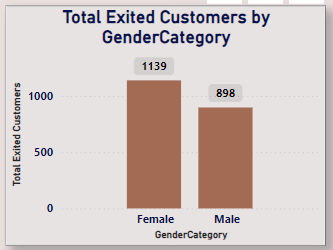 Total Exited Customers by
GenderCategory
Total Exited Customers
1000
500
0
1139
898
Female
Male
GenderCategory